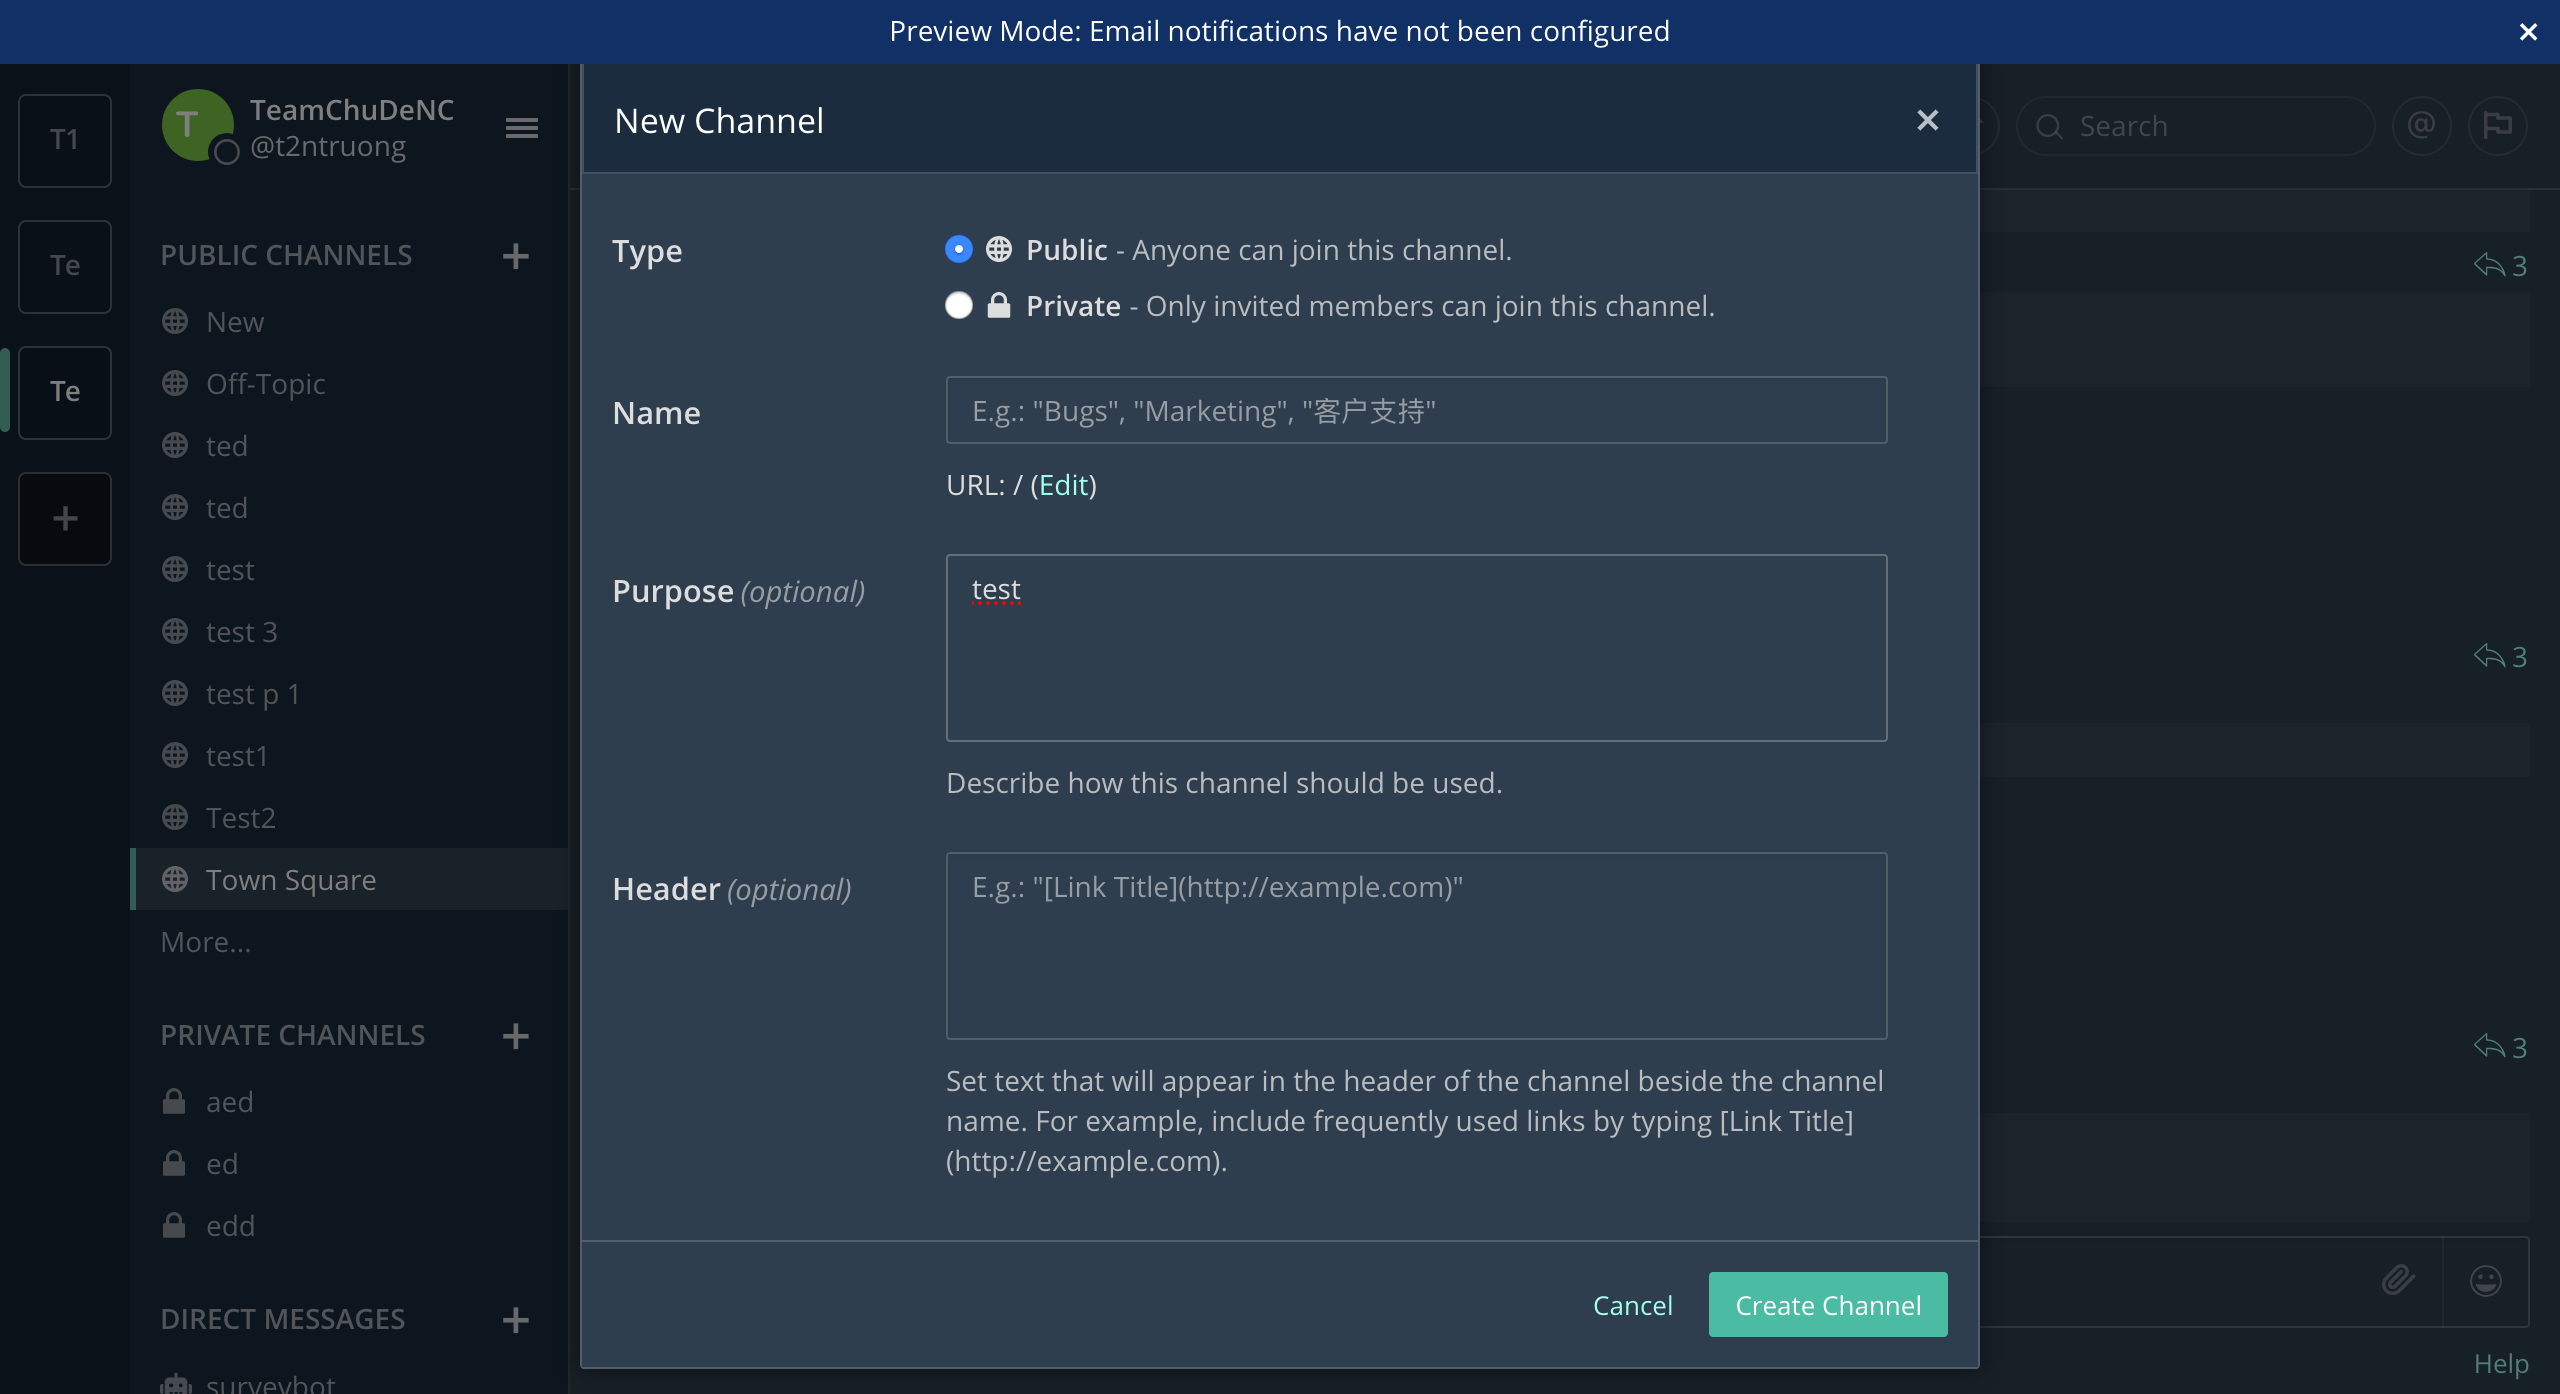 Preview Mode: Email notifications have not been configured
T1
Te
Te
T
TeamChuDeNC
@t2ntruong
PUBLIC CHANNELS
New
Off-Topic
ted
ted
test
test 3
test p 1
test1
Test2
Town Square
More...
PRIVATE CHANNELS
aed
ed
edd
DIRECT MESSAGES
surveybot
New Channel
Type
Public - Anyone can join this channel.
Private - Only invited members can join this channel.
Name
E.g.: "Bugs", "Marketing", "客户支持"
URL: / (Edit)
Purpose (optional)
test
Describe how this channel should be used.
Header (optional)
E.g.: "[Link Title](http://example.com)"
Set text that will appear in the header of the channel beside the channel
name. For example, include frequently used links by typing [Link Title]
(http://example.com).
Cancel
Create Channel
Search
@
3
3
3
Help